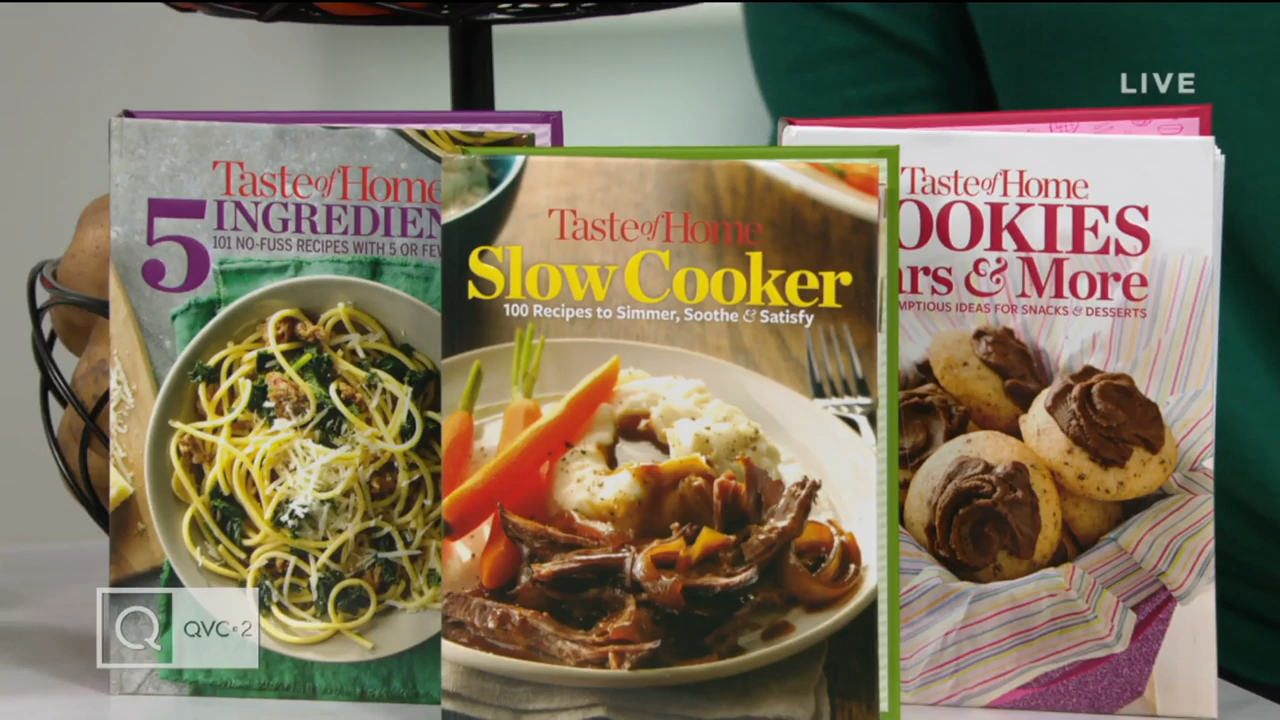 LIVE
Taste of Home
5
INGREDIEN
101 NO-FUSS RECIPES WITH 5 OR FEW
Taste of Home
Slow Cooker
100 Recipes to Simmer, Soothe & Satisfy
Taste of Home
OOKIES
ars & More
MPTIOUS IDEAS FOR SNACKS & DESSERTS
Q QVC 2